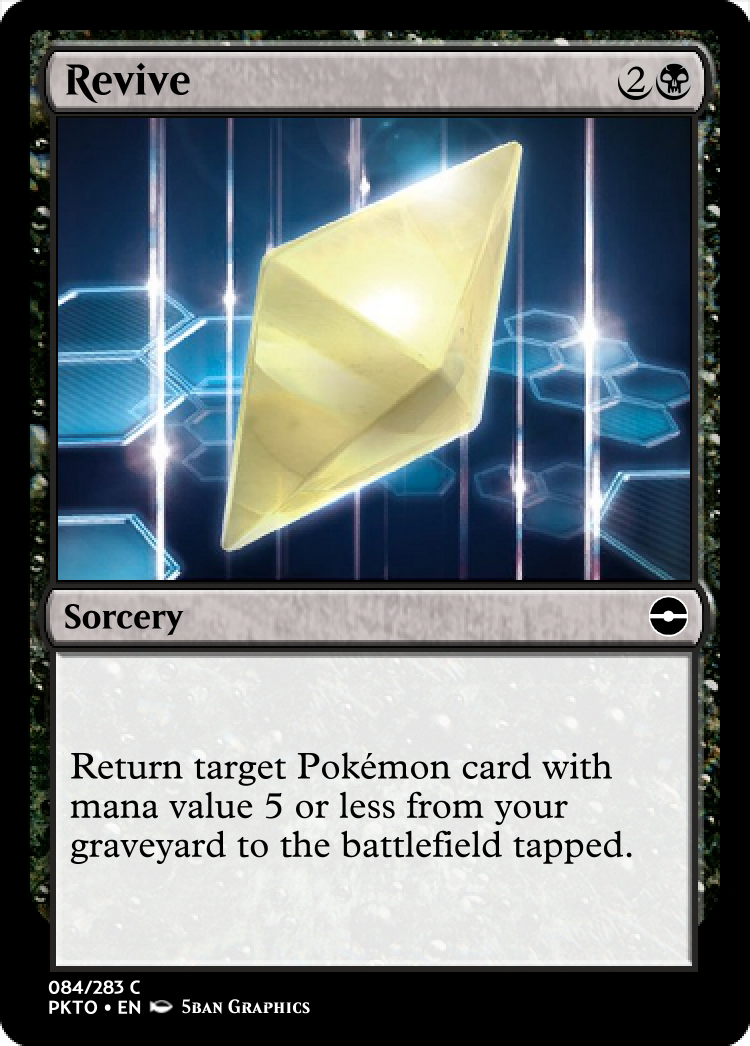 Revive 2
Sorcery
Return target Pokémon card with
mana value 5 or less from your
graveyard to the battlefield tapped.
084/283 C
PKTO • EN 5ban Graphics